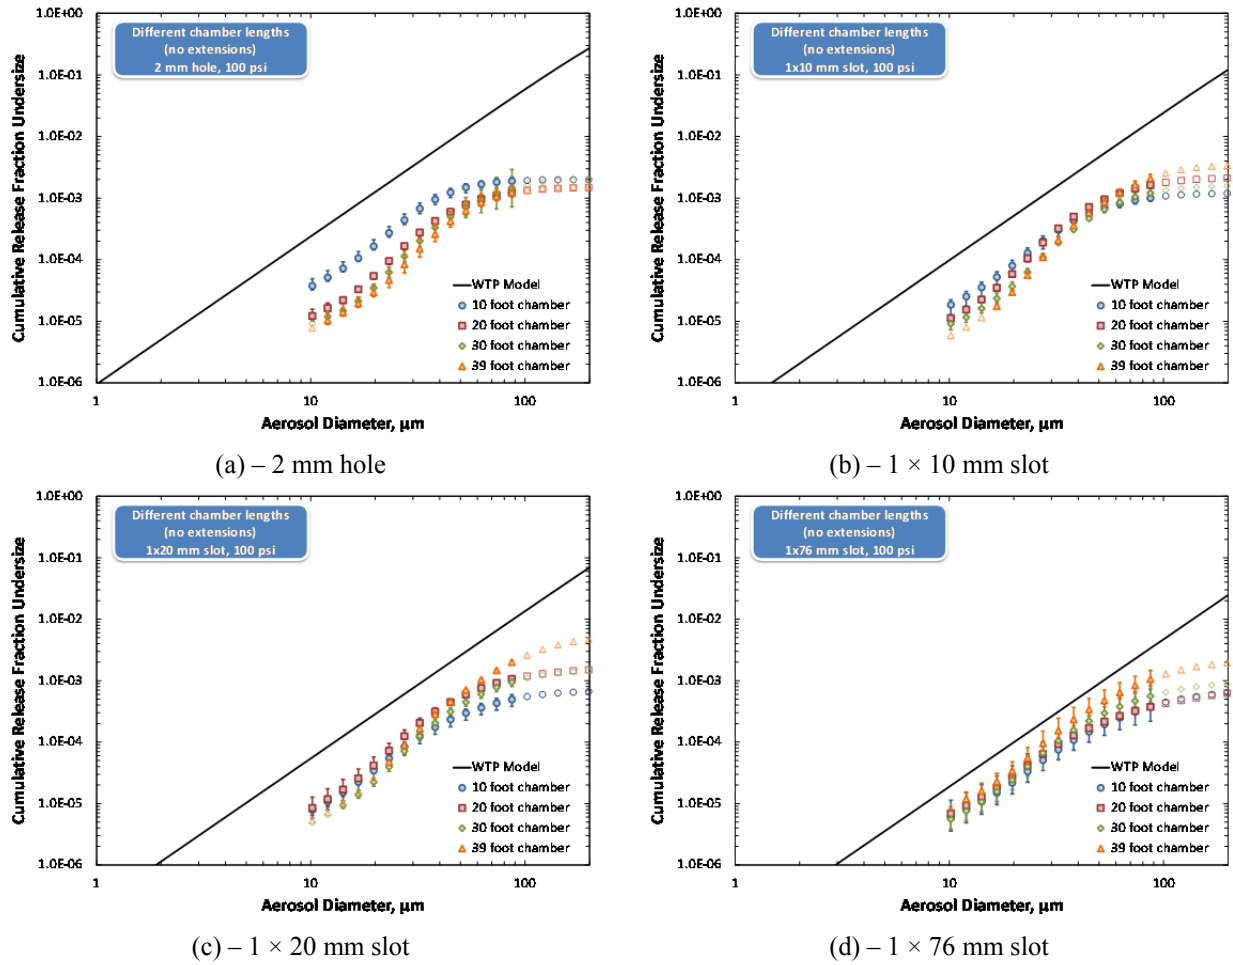 Different chamber lengths
(no extensions)
2 mm hole, 100 psi
Cumulative Release Fraction Undersize
1.0E+00
1.0E-01
1.0E-02
1.0E-03
1.0E-04
1.0E-05
1.0E-06
WTP Model
10 foot chamber
20 foot chamber
30 foot chamber
39 foot chamber
1
10
100
Aerosol Diameter, µm
(a) – 2 mm hole
Different chamber lengths
(no extensions)
1x10 mm slot, 100 psi
Cumulative Release Fraction Undersize
1.0E+00
1.0E-01
1.0E-02
1.0E-03
1.0E-04
1.0E-05
1.0E-06
WTP Model
10 foot chamber
20 foot chamber
30 foot chamber
39 foot chamber
1
10
100
Aerosol Diameter, µm
(b) – 1 × 10 mm slot
Different chamber lengths
(no extensions)
1x20 mm slot, 100 psi
Cumulative Release Fraction Undersize
1.0E+00
1.0E-01
1.0E-02
1.0E-03
1.0E-04
1.0E-05
1.0E-06
WTP Model
10 foot chamber
20 foot chamber
30 foot chamber
39 foot chamber
1
10
100
Aerosol Diameter, µm
(c) – 1 × 20 mm slot
Different chamber lengths
(no extensions)
1x76 mm slot, 100 psi
Cumulative Release Fraction Undersize
1.0E+00
1.0E-01
1.0E-02
1.0E-03
1.0E-04
1.0E-05
1.0E-06
WTP Model
10 foot chamber
20 foot chamber
30 foot chamber
39 foot chamber
1
10
100
Aerosol Diameter, µm
(d) – 1 × 76 mm slot